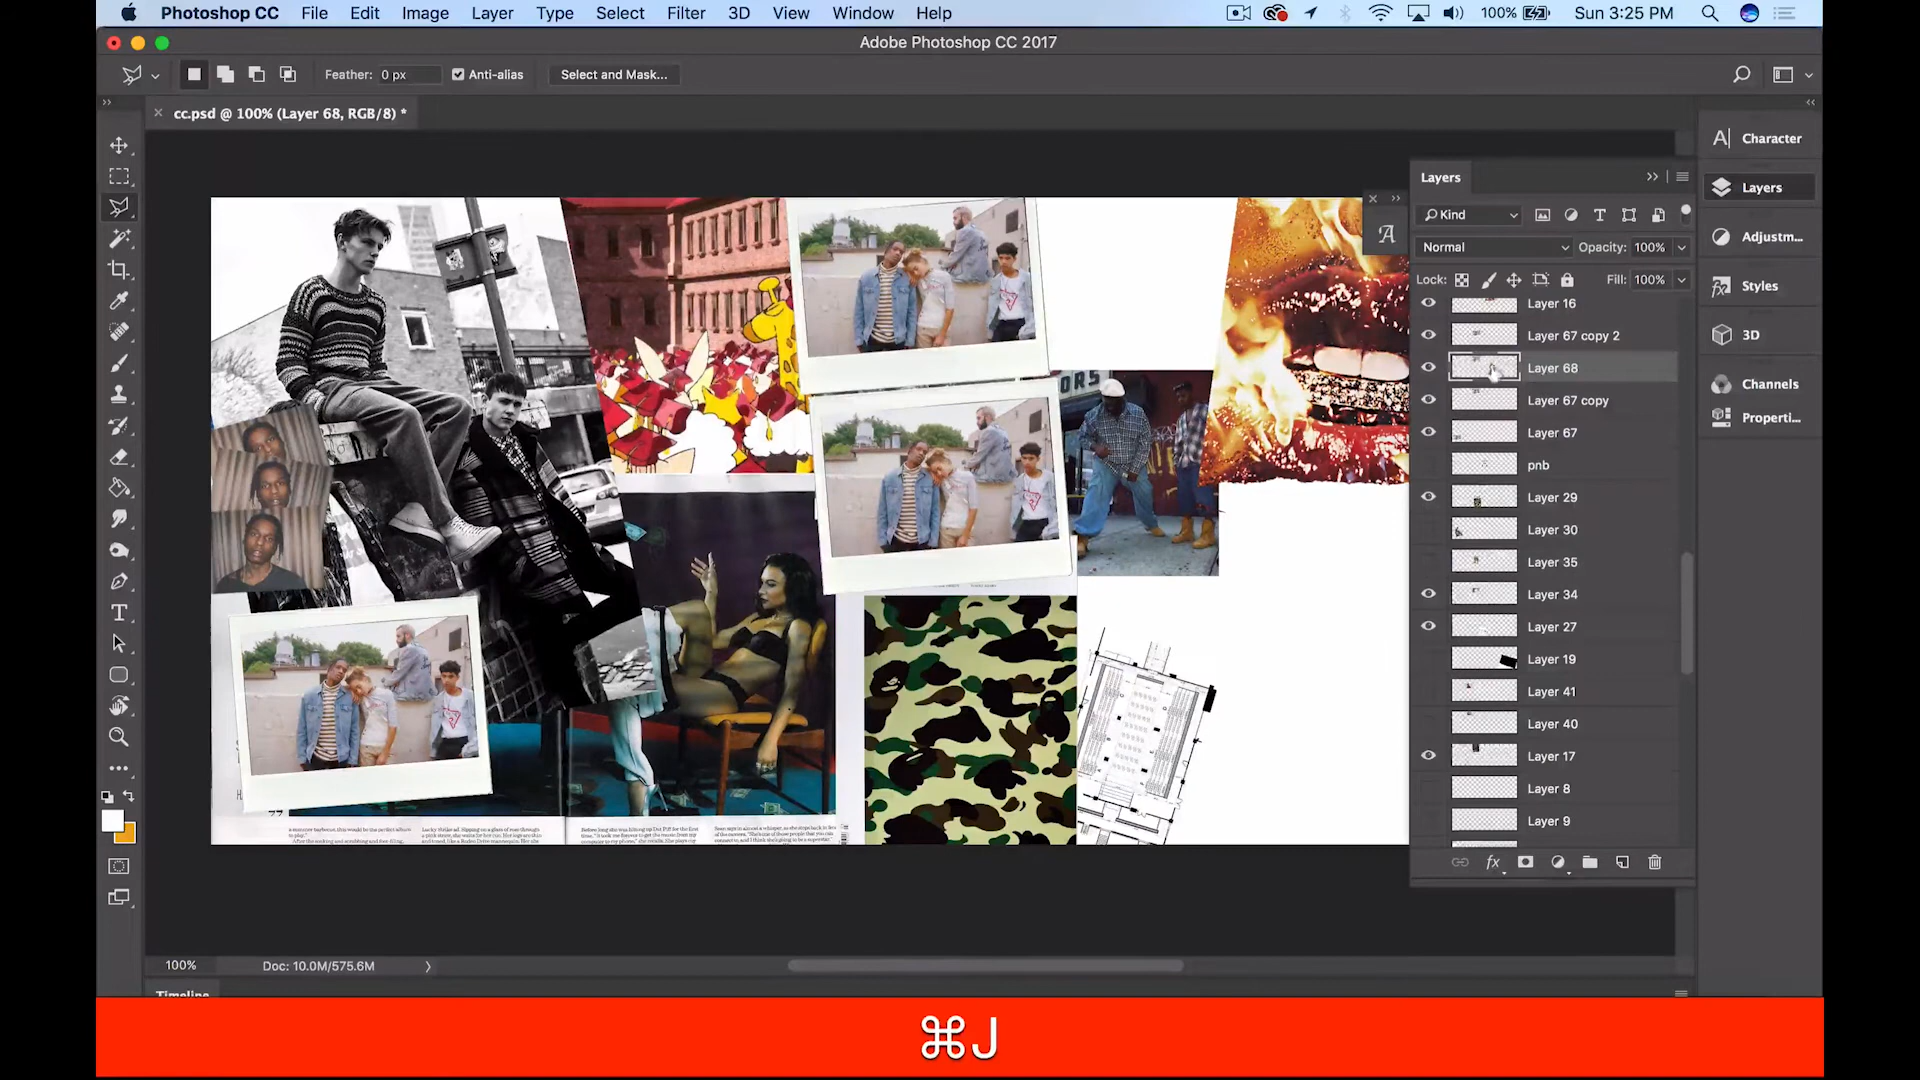 Photoshop CC File Edit Image Layer Type Select Filter 3D View Window Help 100% Sun 3:25 PM
Adobe Photoshop CC 2017
Feather: 0 px Anti-alias Select and Mask...
cc.psd @ 100% (Layer 68, RGB/8) *
Character
Layers
Adjustm...
Styles
3D
Channels
Properti...
Layers
Kind
Normal Opacity: 100%
Lock: Fill: 100%
Layer 16
Layer 67 copy 2
Layer 68
Layer 67 copy
Layer 67
pnb
Layer 29
Layer 30
Layer 35
Layer 34
Layer 27
Layer 19
Layer 41
Layer 40
Layer 17
Layer 8
Layer 9
ORS
100% Doc: 10.0M/575.6M
Timeline
⌘J